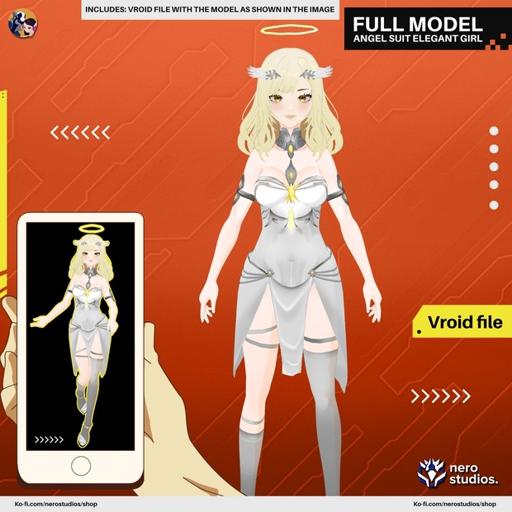 INCLUDES: VROID FILE WITH THE MODEL AS SHOWN IN THE IMAGE
FULL MODEL
ANGEL SUIT ELEGANT GIRL
Vroid file
nero
studios.
Ko-fi.com/nerostudios/shop
Ko-fi.com/nerostudios/shop